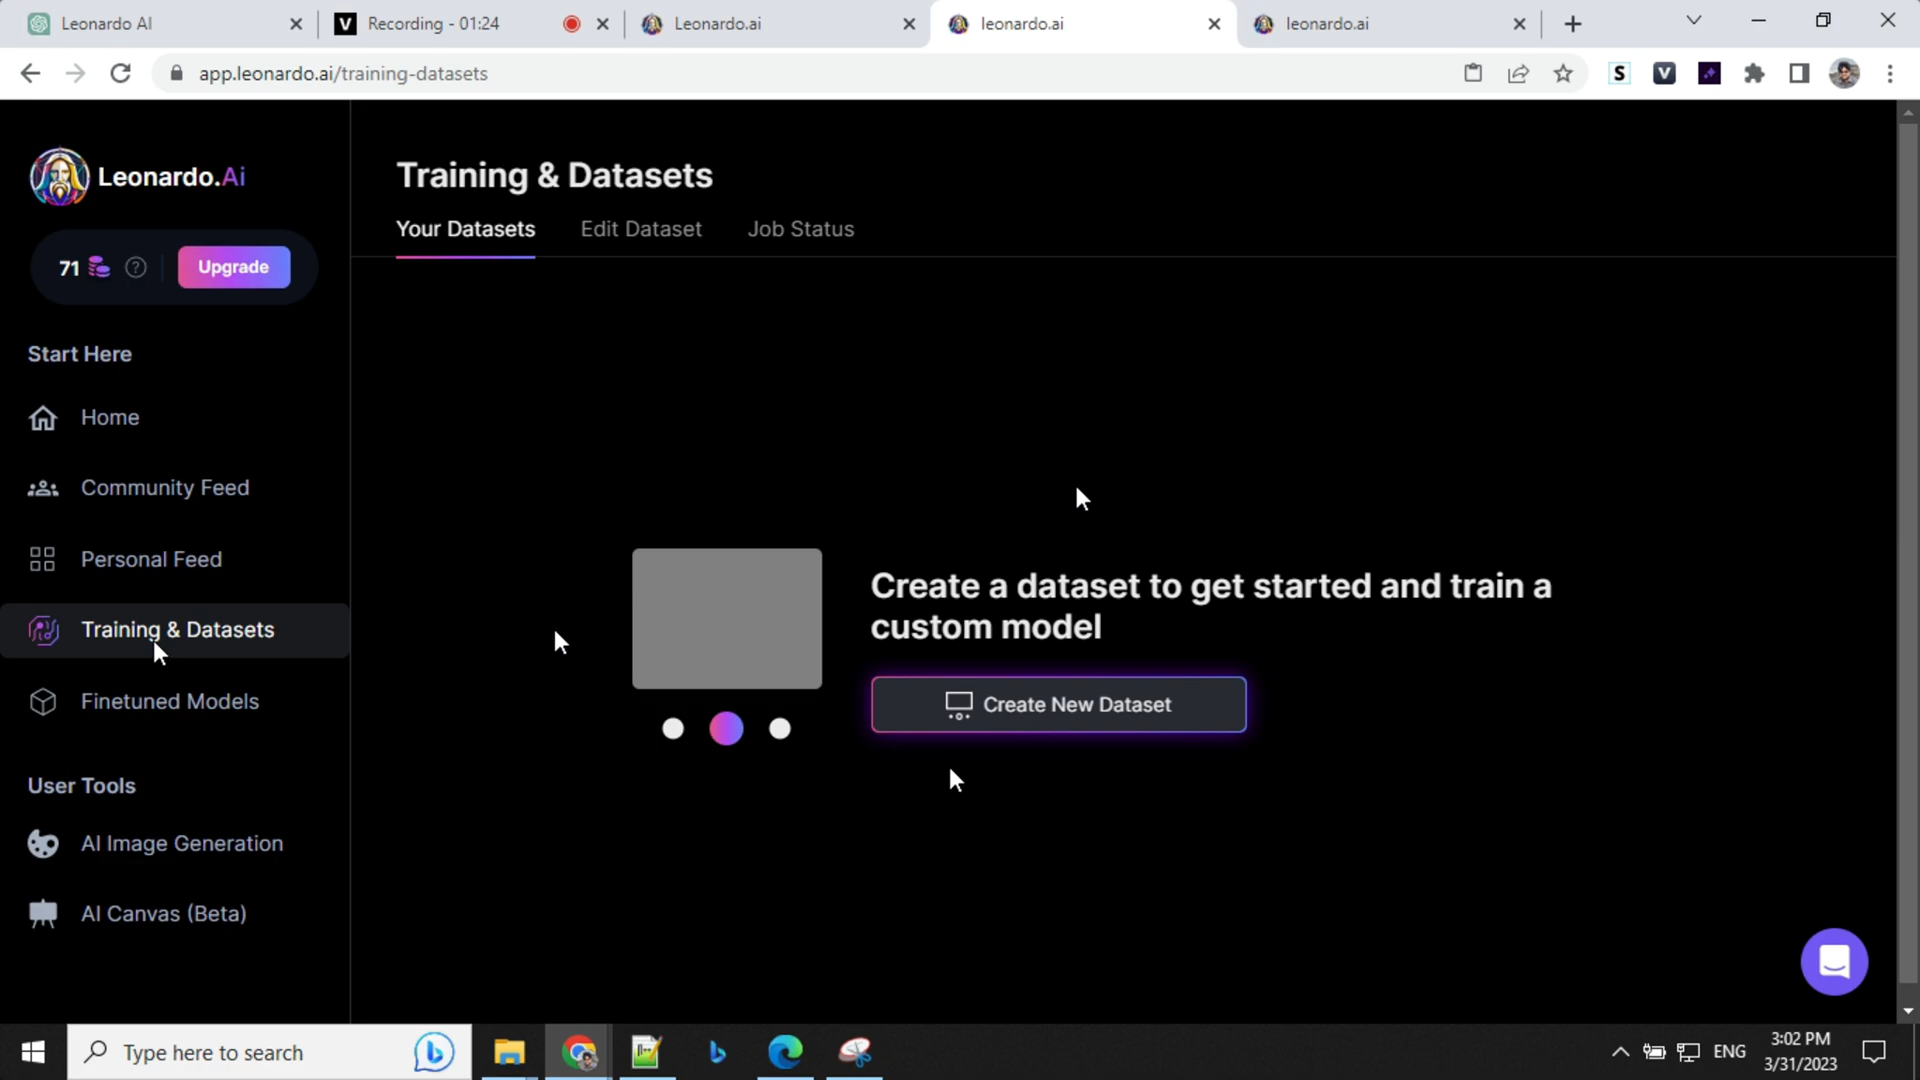 Leonardo AI
Recording - 01:24
Leonardo.ai
leonardo.ai
leonardo.ai
app.leonardo.ai/training-datasets
S
V
Leonardo.Ai
71
?
Upgrade
Start Here
Home
Community Feed
Personal Feed
Training & Datasets
Finetuned Models
User Tools
AI Image Generation
AI Canvas (Beta)
Training & Datasets
Your Datasets
Edit Dataset
Job Status
Create a dataset to get started and train a
custom model
Create New Dataset
Type here to search
ENG
3:02 PM
3/31/2023